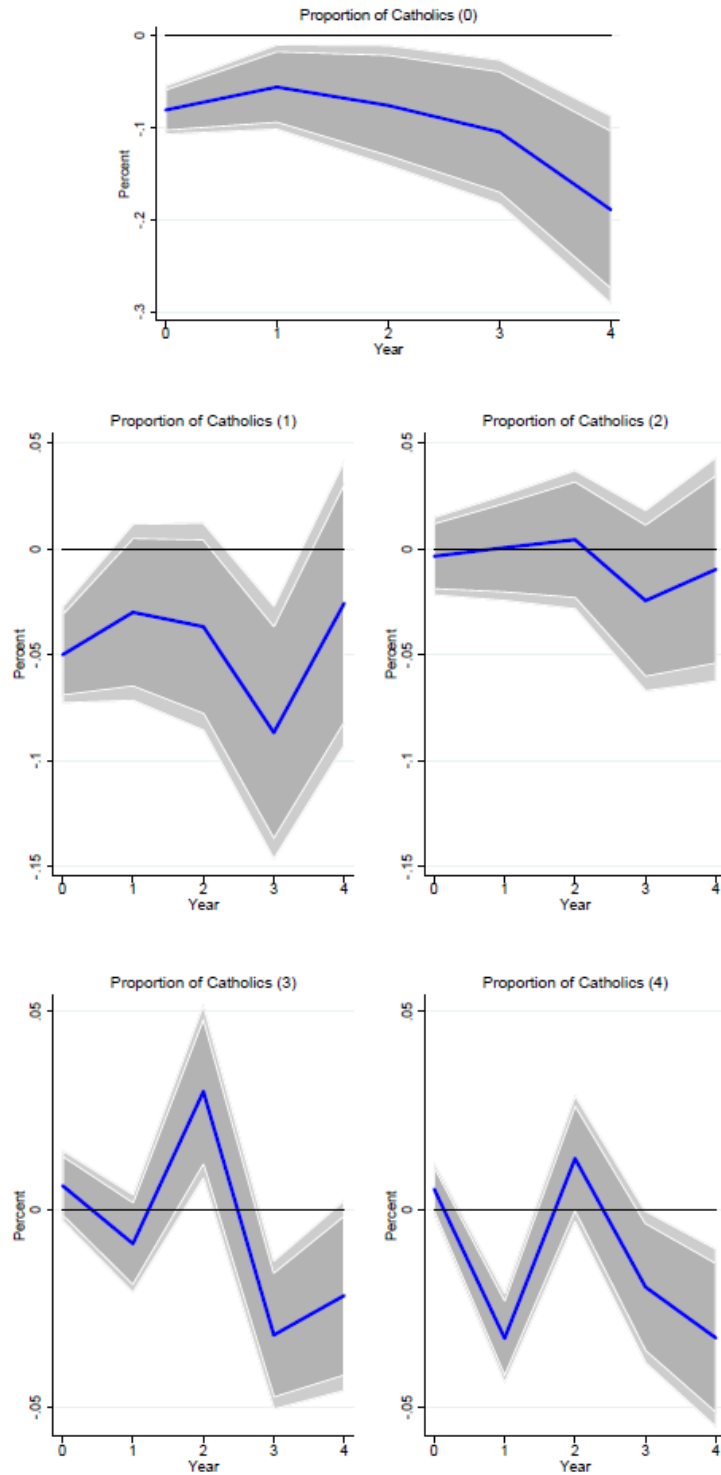 Proportion of Catholics (0)
0
-.1
-.2
-.3
Percent
0 1 2 3 4
Year
Proportion of Catholics (1)
.05
0
-.05
-.1
-.15
Percent
0 1 2 3 4
Year
Proportion of Catholics (2)
.05
0
-.05
-.1
-.15
Percent
0 1 2 3 4
Year
Proportion of Catholics (3)
.05
0
-.05
Percent
0 1 2 3 4
Year
Proportion of Catholics (4)
.05
0
-.05
Percent
0 1 2 3 4
Year